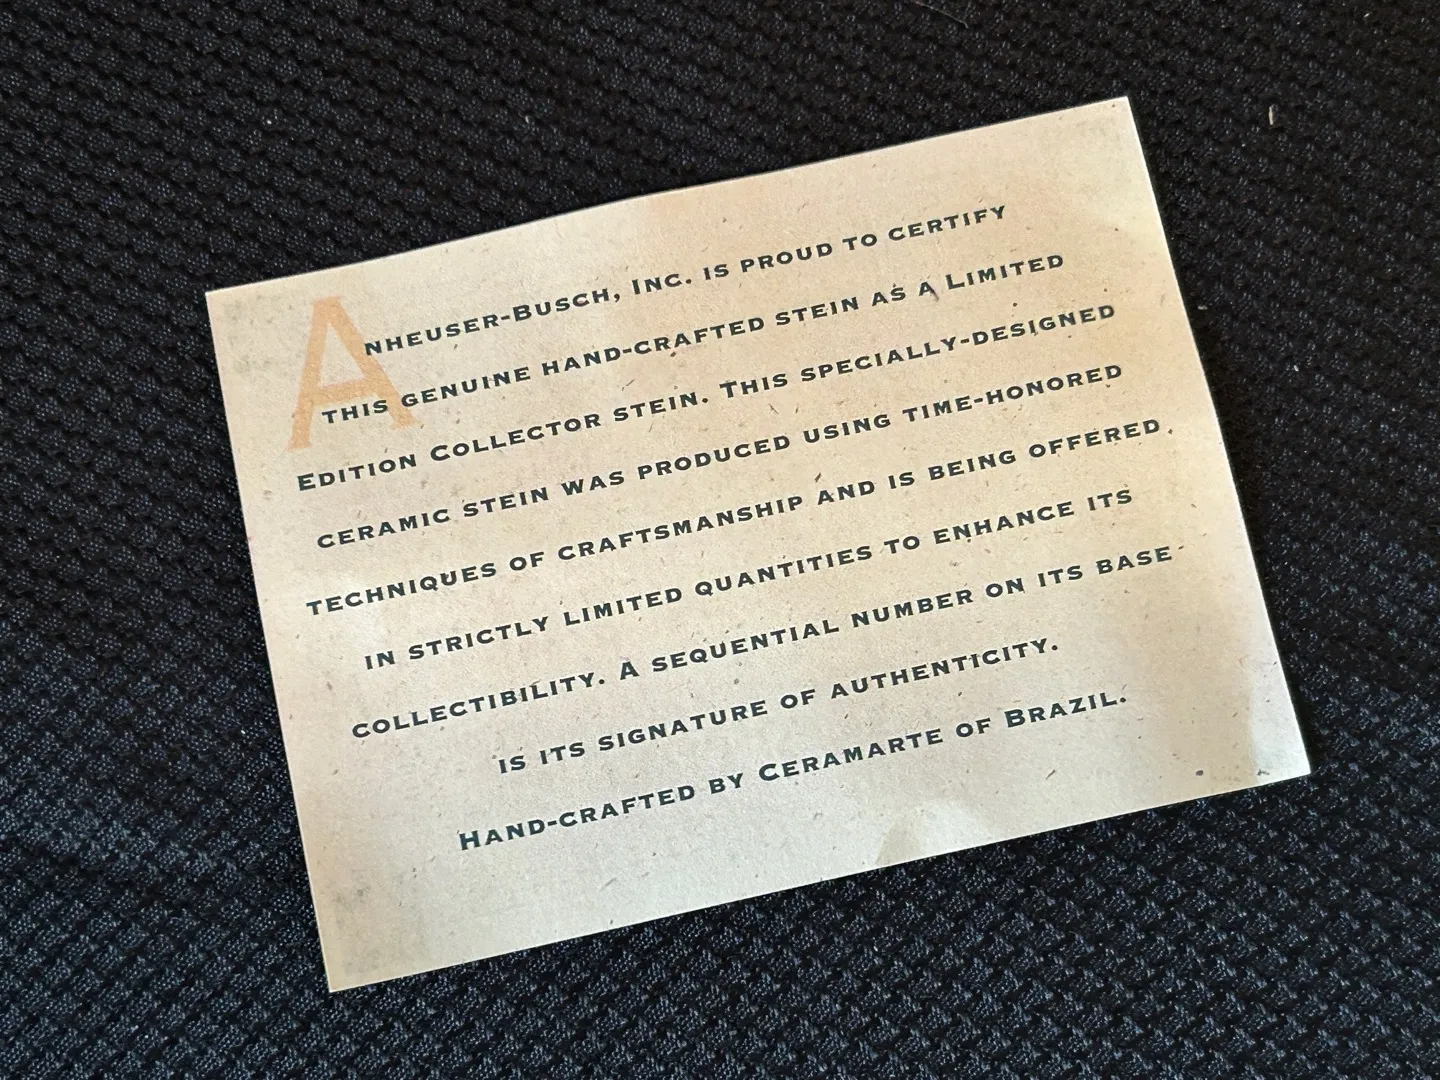 Anheuser-Busch, Inc. is proud to certify
this genuine hand-crafted stein as a Limited
Edition Collector stein. This specially-designed
ceramic stein was produced using time-honored
techniques of craftsmanship and is being offered
in strictly limited quantities to enhance its
collectibility. A sequential number on its base
is its signature of authenticity.
Hand-crafted by Ceramarte of Brazil.